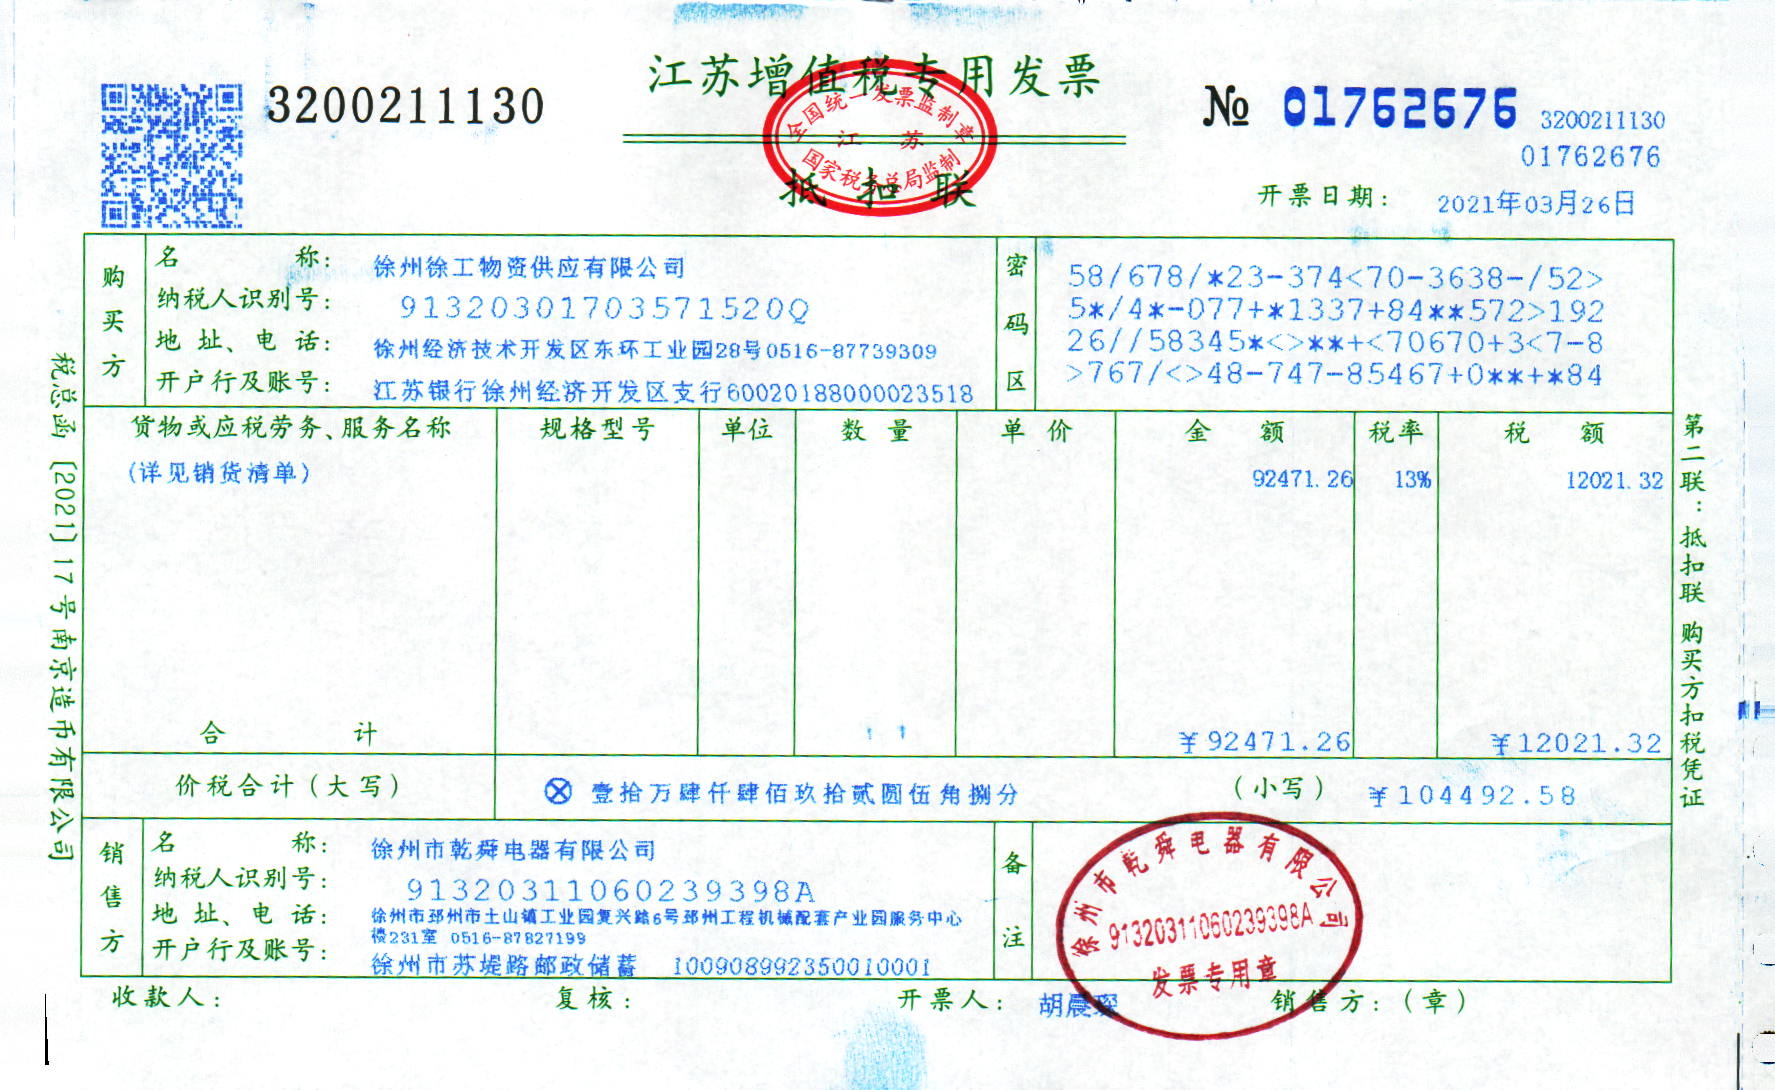 江苏增值税专用发票
3200211130
№ 01762676
3200211130
01762676
全国统一发票监制章
江 苏
国家税务总局监制
抵扣联
开票日期： 2021年03月26日
购买方
名 称： 徐州徐工物资供应有限公司
纳税人识别号： 91320301703571520Q
地 址、电 话： 徐州经济技术开发区东环工业园28号0516-87739309
开户行及账号： 江苏银行徐州经济开发区支行60020188000023518
密码区
58/678/*23-374<70-3638-/52>
5*/4*-077+*1337+84**572>192
26//58345*<>**+<70670+3<7-8
>767/<>48-747-85467+0**+*84
货物或应税劳务、服务名称 规格型号 单位 数 量 单 价 金 额 税率 税 额
(详见销货清单) 92471.26 13% 12021.32
合 计 ¥92471.26 ¥12021.32
价税合计(大写) ⊗ 壹拾万肆仟肆佰玖拾贰圆伍角捌分 (小写) ¥104492.58
销售方
名 称： 徐州市乾舜电器有限公司
纳税人识别号： 91320311060239398A
地 址、电 话： 徐州市邳州市土山镇工业园复兴路6号邳州工程机械配套产业园服务中心
楼231室 0516-87827199
开户行及账号： 徐州市苏堤路邮政储蓄 100908992350010001
备注
徐州市乾舜电器有限公司
91320311060239398A
发票专用章
收款人： 复核： 开票人： 胡晨琛 销售方：(章)
税总函〔2021〕17号南京造币有限公司
第二联：抵扣联 购买方扣税凭证